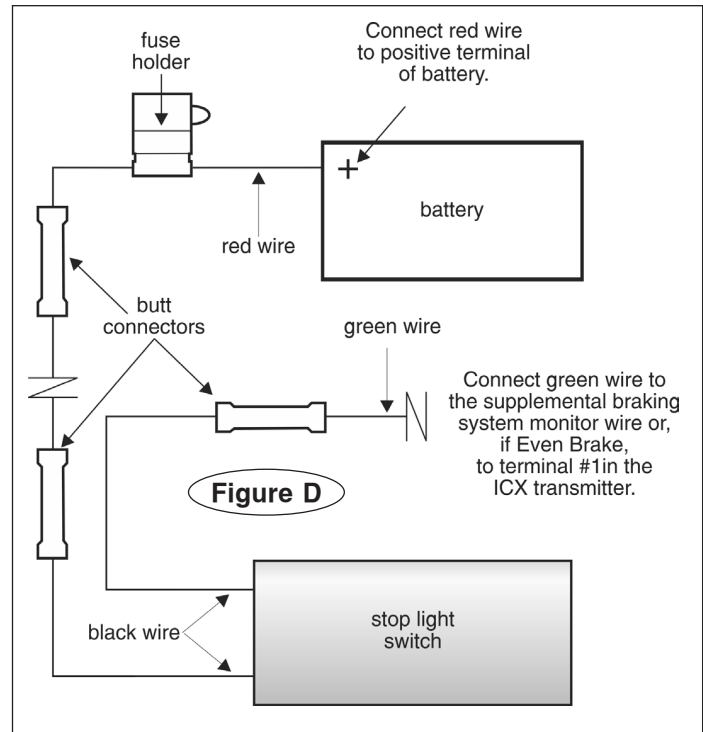 fuse
holder
Connect red wire
to positive terminal
of battery.
+
battery
red wire
butt
connectors
green wire
Connect green wire to
the supplemental braking
system monitor wire or,
if Even Brake,
to terminal #1in the
ICX transmitter.
Figure D
stop light
switch
black wire